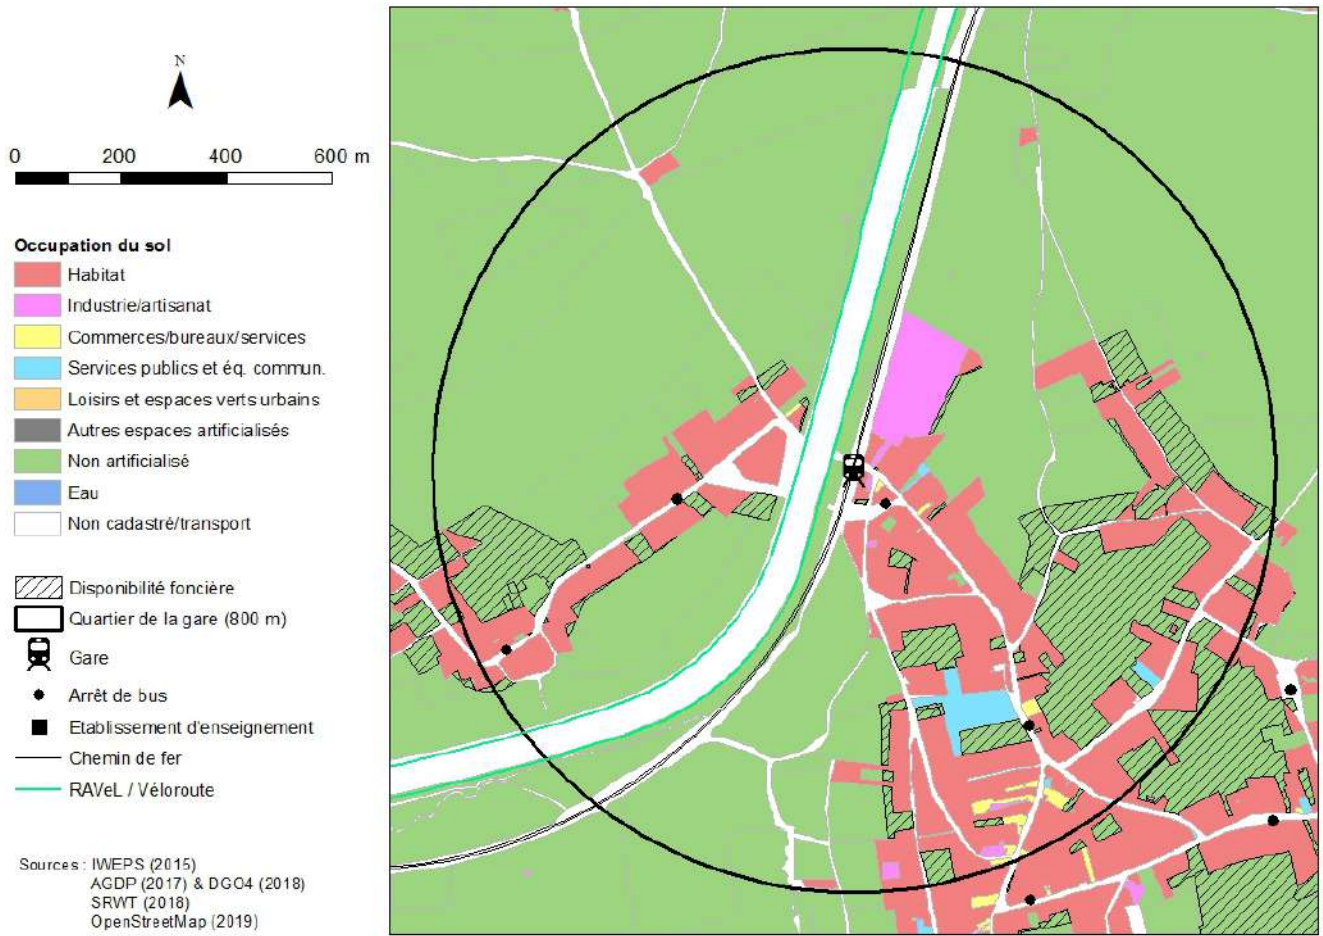 N
0 200 400 600 m
Occupation du sol
Habitat
Industrie/artisanat
Commerces/bureaux/services
Services publics et éq. commun.
Loisirs et espaces verts urbains
Autres espaces artificialisés
Non artificialisé
Eau
Non cadastré/transport
Disponibilité foncière
Quartier de la gare (800 m)
Gare
Arrêt de bus
Etablissement d'enseignement
Chemin de fer
RAVeL / Véloroute
Sources : IWEPS (2015)
AGDP (2017) & DGO4 (2018)
SRWT (2018)
OpenStreetMap (2019)